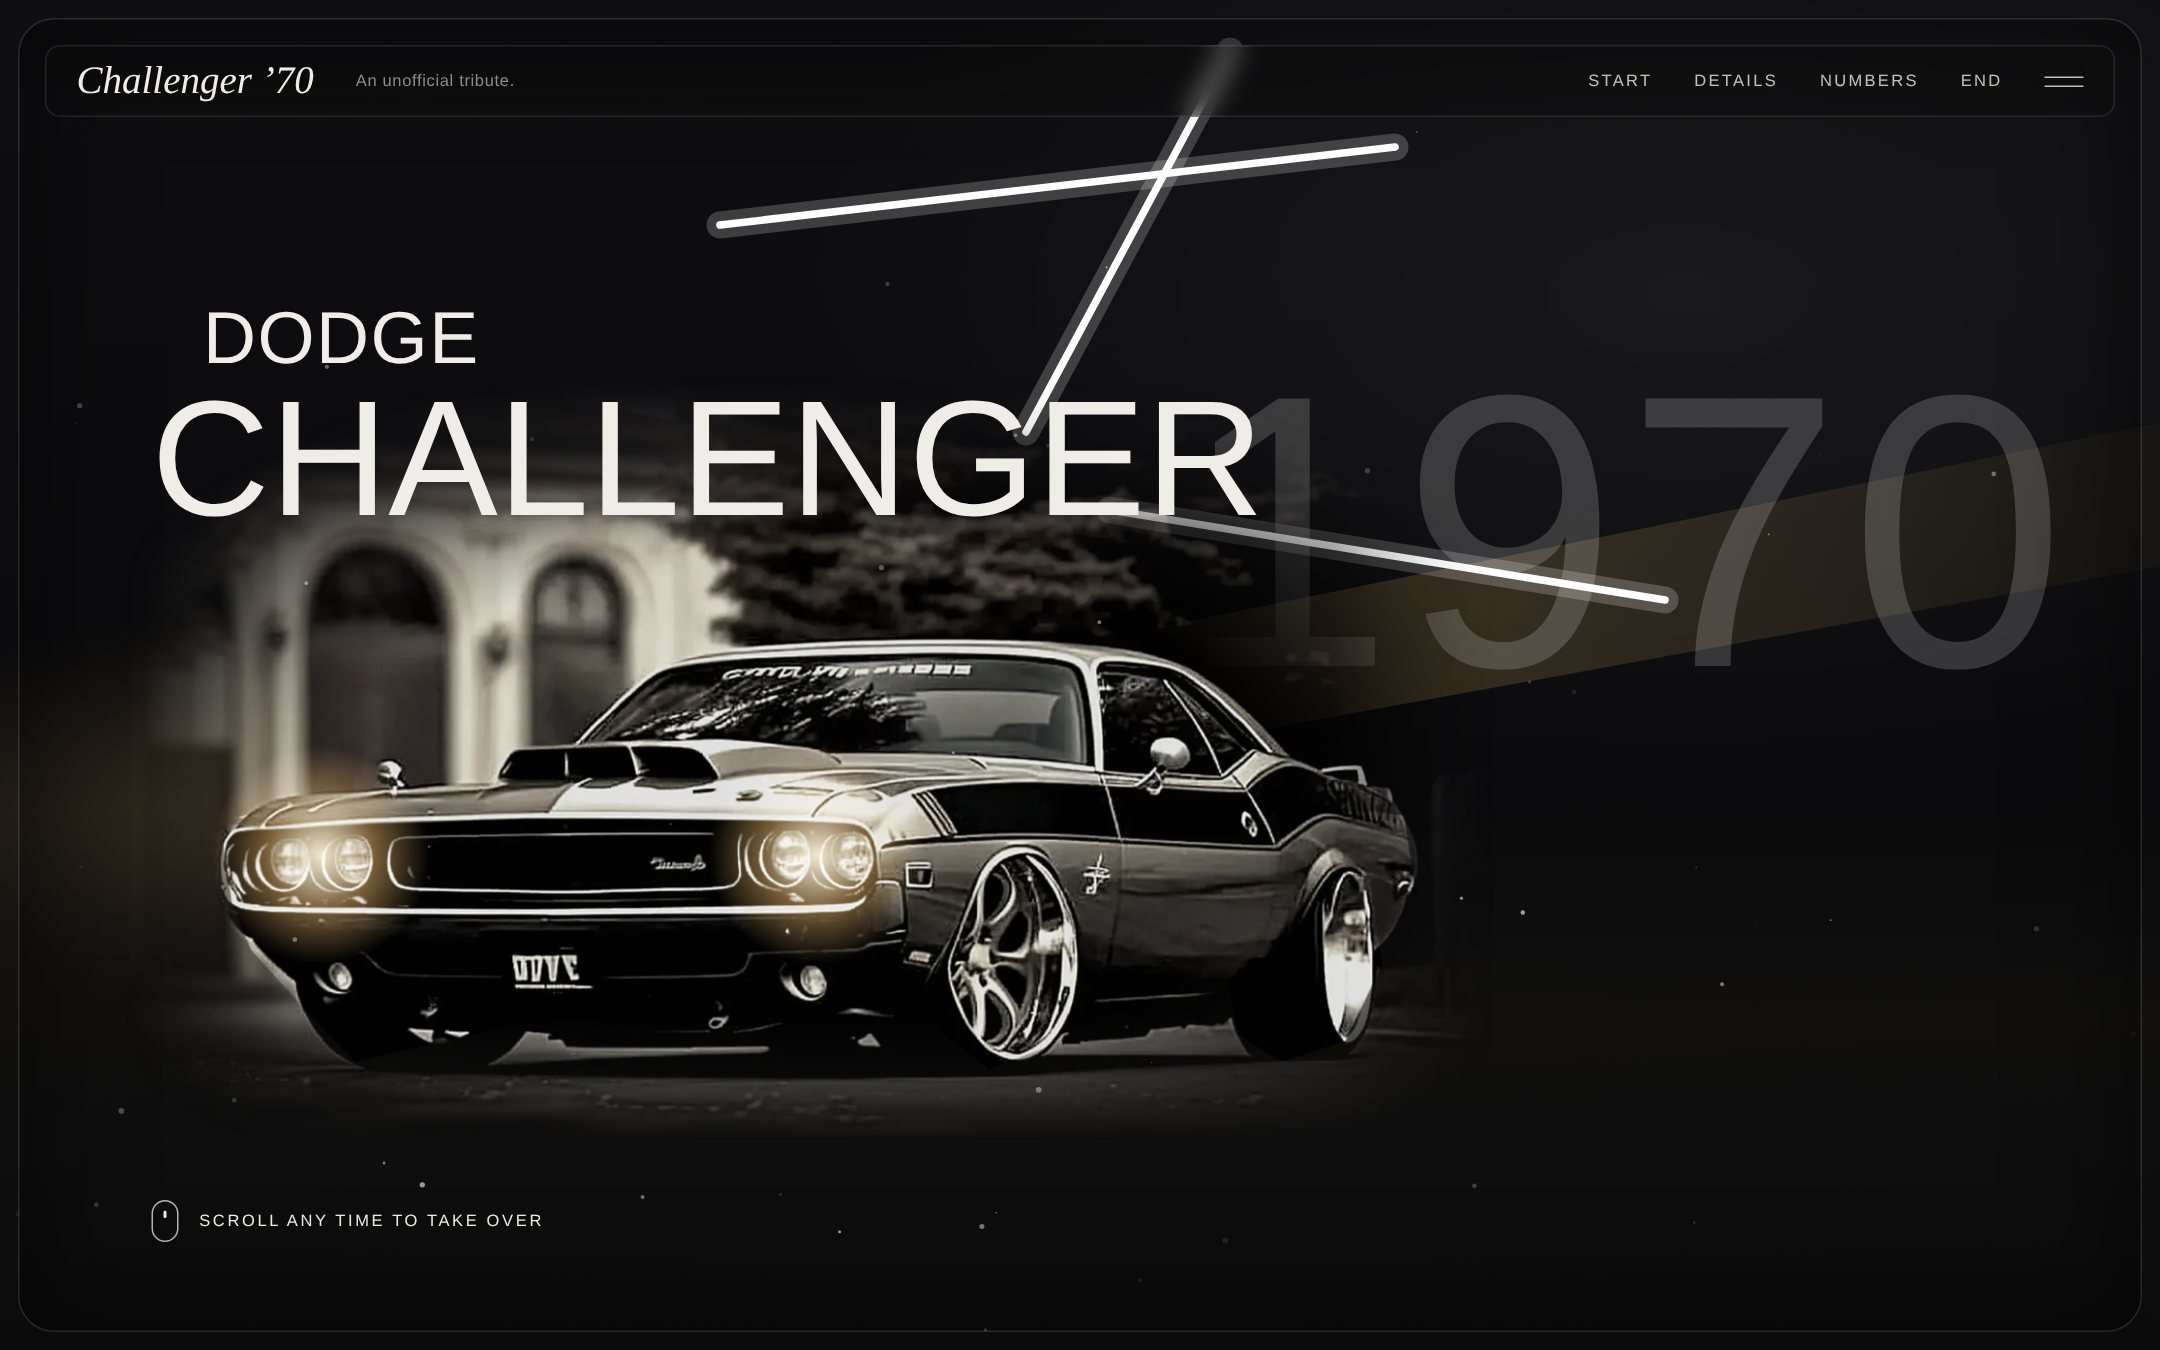 Challenger ’70
An unofficial tribute.
START
DETAILS
NUMBERS
END
DODGE
CHALLENGER
1970
SCROLL ANY TIME TO TAKE OVER